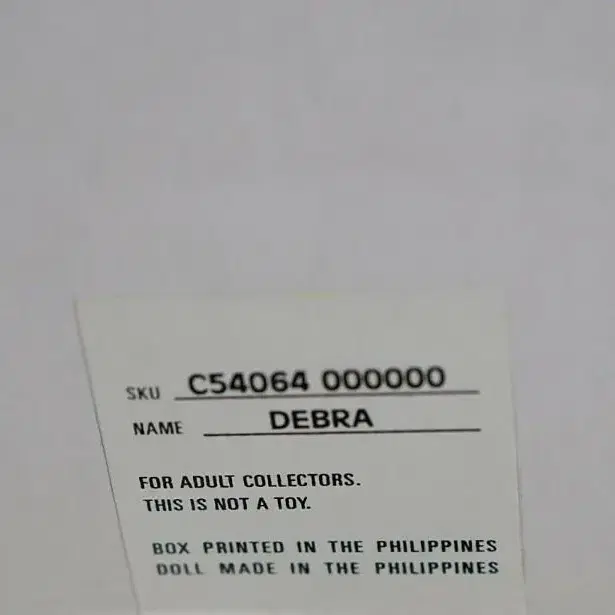 SKU C54064 000000
NAME DEBRA
FOR ADULT COLLECTORS.
THIS IS NOT A TOY.
BOX PRINTED IN THE PHILIPPINES
DOLL MADE IN THE PHILIPPINES